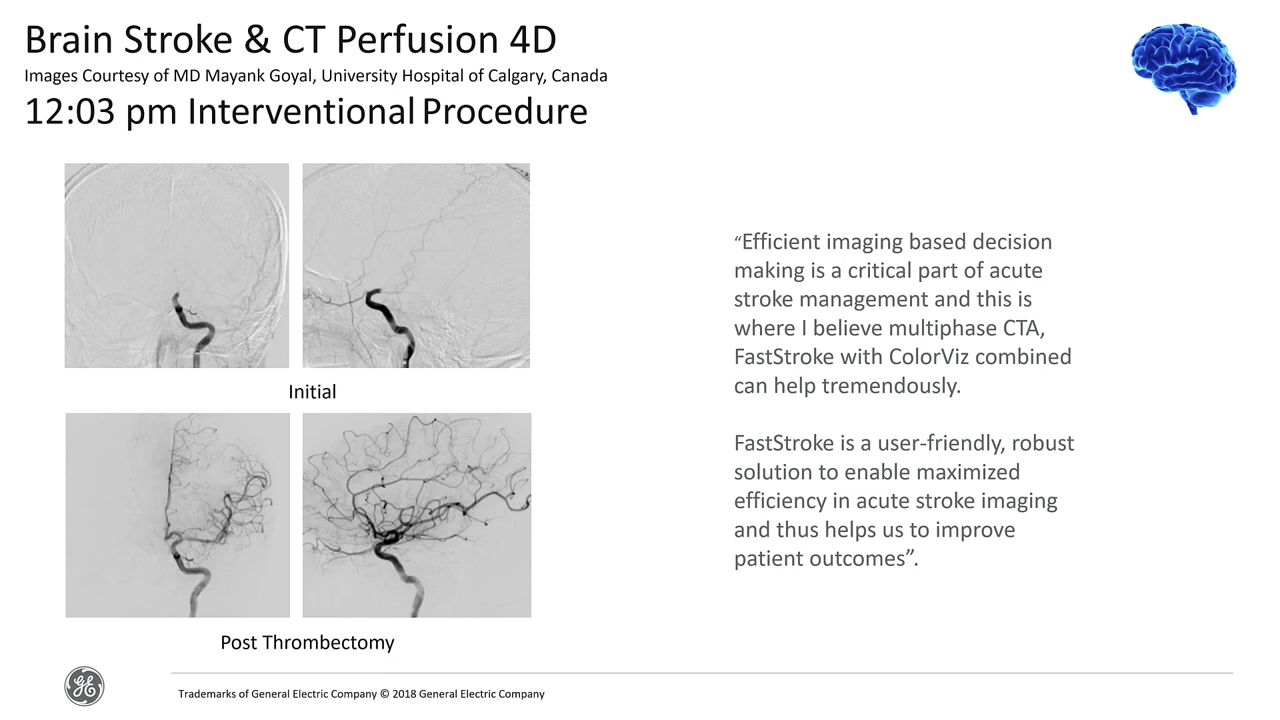 Brain Stroke & CT Perfusion 4D
Images Courtesy of MD Mayank Goyal, University Hospital of Calgary, Canada
12:03 pm Interventional Procedure
Initial
Post Thrombectomy
“Efficient imaging based decision
making is a critical part of acute
stroke management and this is
where I believe multiphase CTA,
FastStroke with ColorViz combined
can help tremendously.
FastStroke is a user-friendly, robust
solution to enable maximized
efficiency in acute stroke imaging
and thus helps us to improve
patient outcomes”.
GE
Trademarks of General Electric Company © 2018 General Electric Company